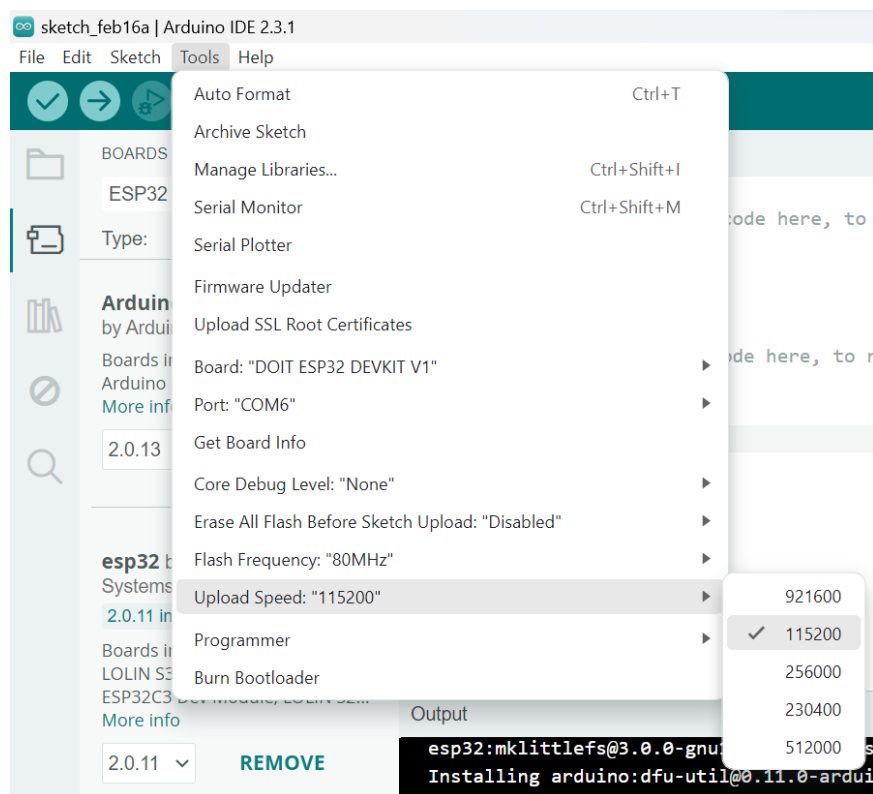 sketch_feb16a | Arduino IDE 2.3.1
File Edit Sketch Tools Help
Auto Format Ctrl+T
Archive Sketch
BOARDS
Manage Libraries... Ctrl+Shift+I
ESP32
Serial Monitor Ctrl+Shift+M
code here, to
Type:
Serial Plotter
Firmware Updater
Arduin
by Ardui
Upload SSL Root Certificates
Boards in
de here, to r
Board: "DOIT ESP32 DEVKIT V1"
Arduino
More info
Port: "COM6"
2.0.13
Get Board Info
Core Debug Level: "None"
Erase All Flash Before Sketch Upload: "Disabled"
esp32 b
Flash Frequency: "80MHz"
Systems
Upload Speed: "115200"
921600
2.0.11 in
115200
Programmer
Boards in
LOLIN S3
256000
Burn Bootloader
ESP32C3 Dev Module, LOLIN S2...
More info
Output
230400
esp32:mklittlefs@3.0.0-gnu
512000
2.0.11 REMOVE
Installing arduino:dfu-util@0.11.0-ardui